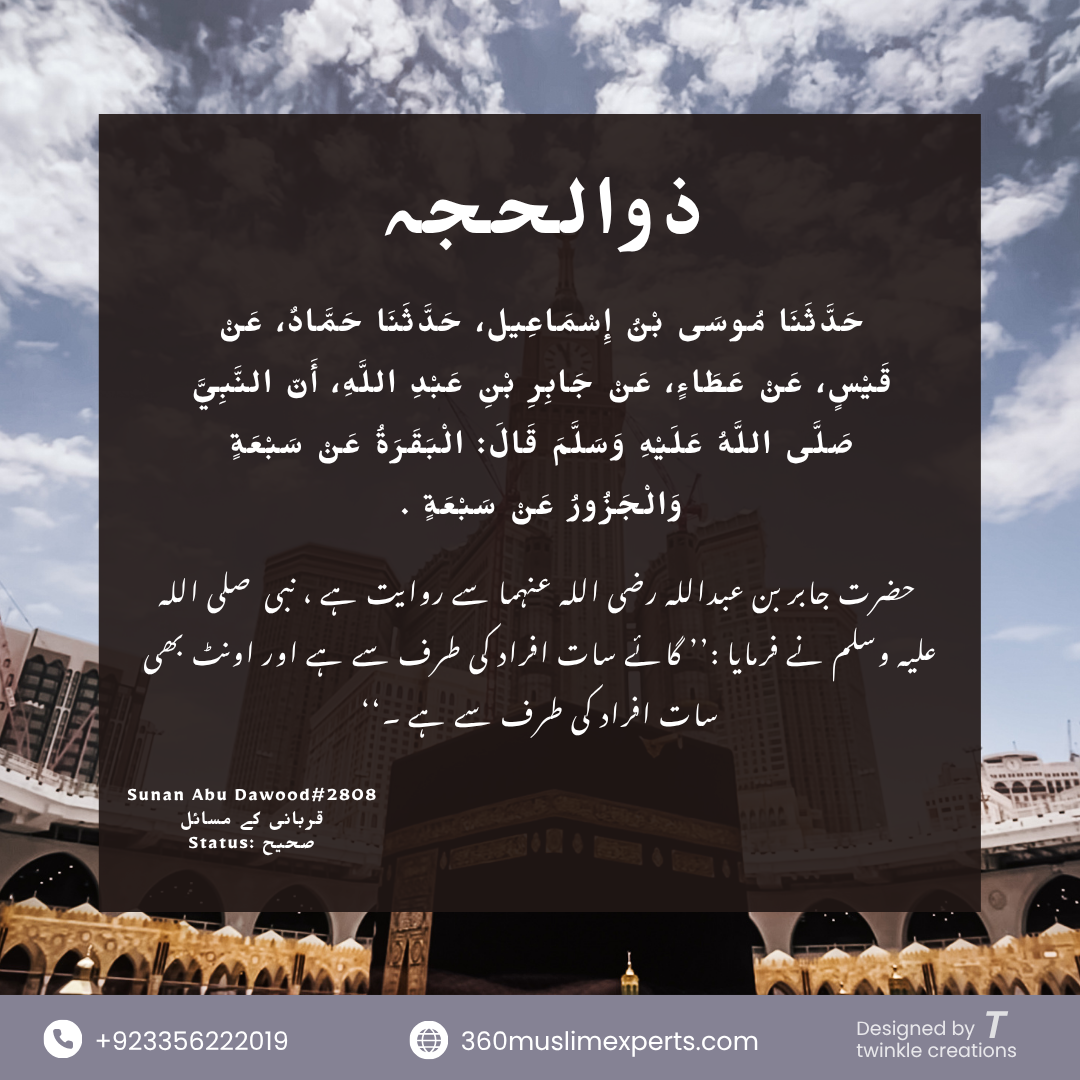 ذوالحجہ
حَدَّثَنَا مُوسَى بْنُ إِسْمَاعِيل، حَدَّثَنَا حَمَّادٌ، عَنْ
قَيْسٍ، عَنْ عَطَاءٍ، عَنْ جَابِرِ بْنِ عَبْدِ اللَّهِ، أَنّ النَّبِيَّ
صَلَّى اللَّهُ عَلَيْهِ وَسَلَّمَ قَالَ: الْبَقَرَةُ عَنْ سَبْعَةٍ
وَالْجَزُورُ عَنْ سَبْعَةٍ .
حضرت جابر بن عبداللہ رضی اللہ عنہما سے روایت ہے ، نبی صلی اللہ
علیہ وسلم نے فرمایا :’’ گائے سات افراد کی طرف سے ہے اور اونٹ بھی
سات افراد کی طرف سے ہے ۔‘‘
Sunan Abu Dawood#2808
قربانی کے مسائل
Status: صحیح
+923356222019
360muslimexperts.com
Designed by T
twinkle creations